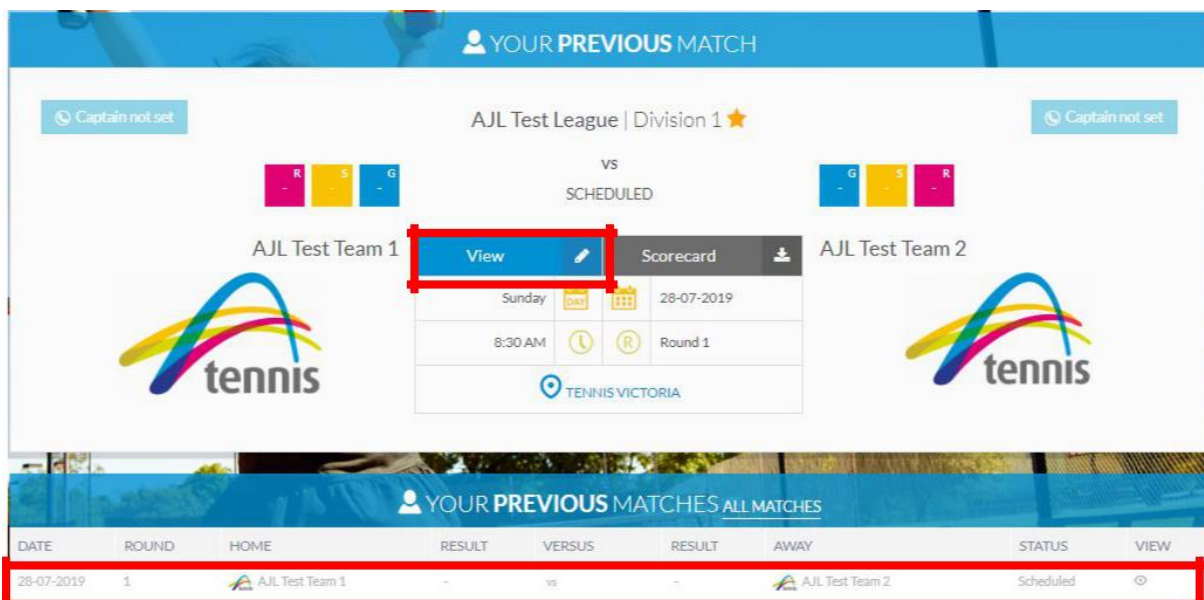 YOUR PREVIOUS MATCH
Captain not set
AJL Test League | Division 1
Captain not set
vs
R
-
S
-
G
-
SCHEDULED
G
-
S
-
R
-
AJL Test Team 1
View
Scorecard
AJL Test Team 2
Sunday
DAY
28-07-2019
8:30 AM
R
Round 1
tennis
TENNIS VICTORIA
tennis
YOUR PREVIOUS MATCHES ALL MATCHES
DATE ROUND HOME RESULT VERSUS RESULT AWAY STATUS VIEW
28-07-2019 1 AJL Test Team 1 - vs - AJL Test Team 2 Scheduled